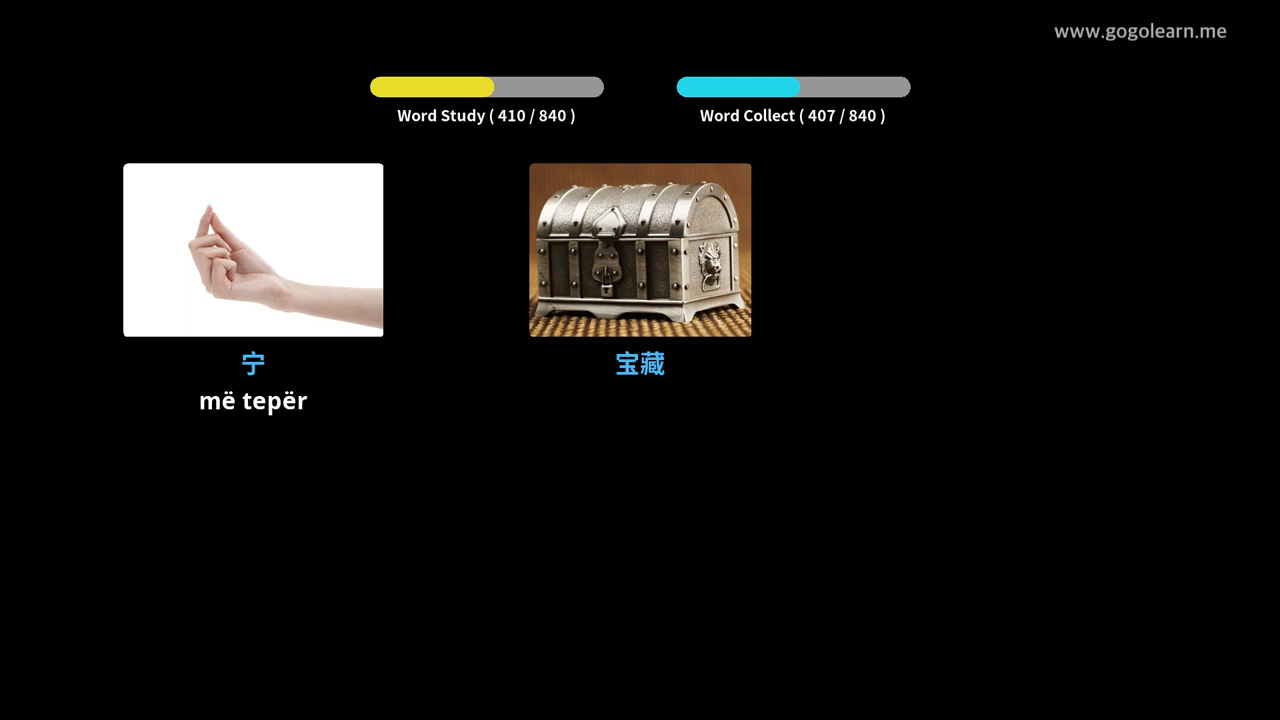 www.gogolearn.me
Word Study ( 410 / 840 )
Word Collect ( 407 / 840 )
宁
më tepër
宝藏